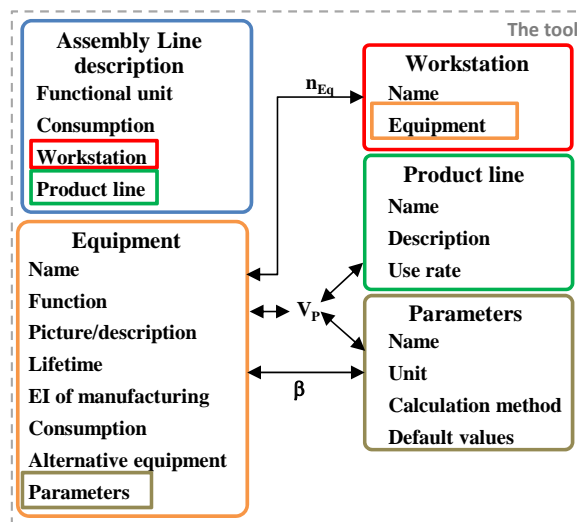 The tool
Assembly Line
description
Functional unit
Consumption
Workstation
Product line
n_Eq
Workstation
Name
Equipment
Product line
Name
Description
Use rate
Equipment
Name
Function
Picture/description
Lifetime
EI of manufacturing
Consumption
Alternative equipment
Parameters
V_P
β
Parameters
Name
Unit
Calculation method
Default values